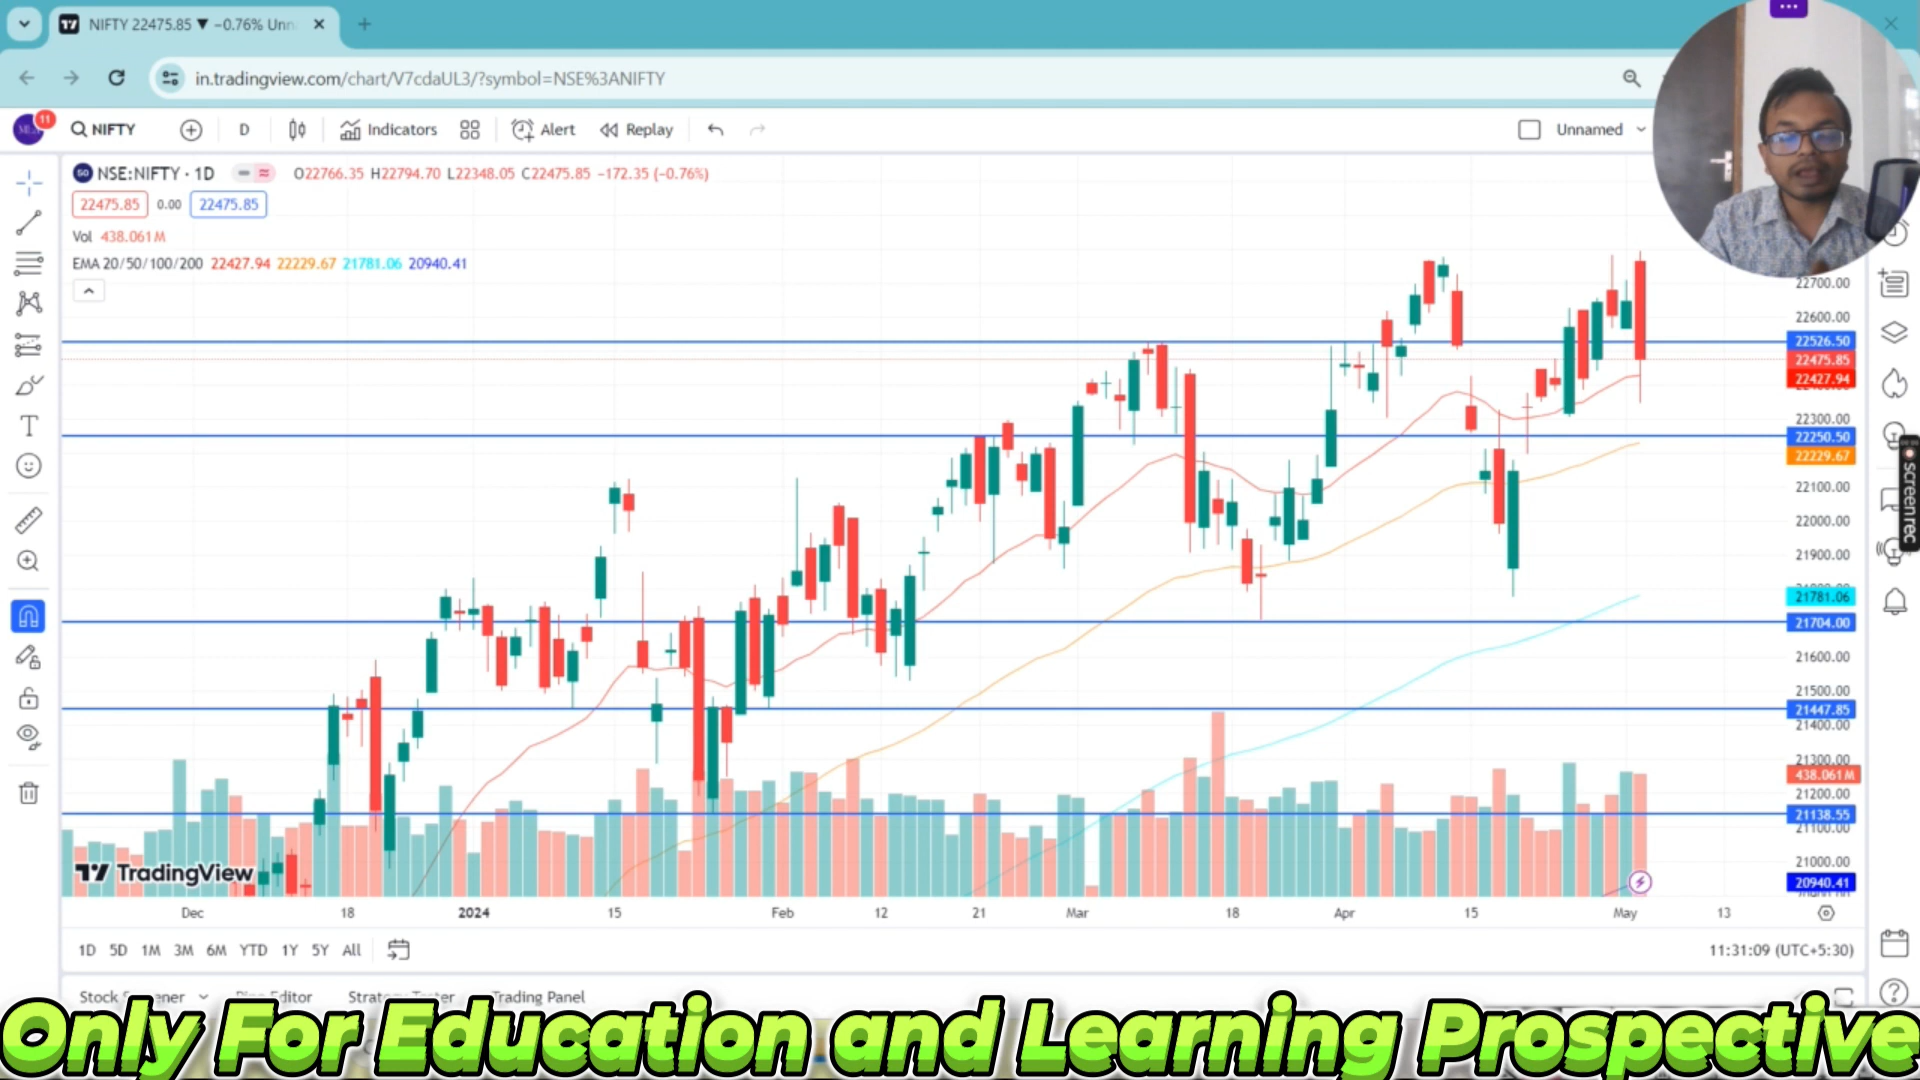 NIFTY 22475.85 ▼ −0.76% Unn
in.tradingview.com/chart/V7cdaUL3/?symbol=NSE%3ANIFTY
11
NIFTY
D
Indicators
Alert
Replay
Unnamed
50 NSE:NIFTY · 1D O22766.35 H22794.70 L22348.05 C22475.85 −172.35 (−0.76%)
22475.85 0.00 22475.85
Vol 438.061M
EMA 20/50/100/200 22427.94 22229.67 21781.06 20940.41
22700.00
22600.00
22526.50
22475.85
22427.94
22300.00
22250.50
22229.67
22100.00
22000.00
21900.00
21781.06
21704.00
21600.00
21500.00
21447.85
21400.00
21300.00
438.061M
21200.00
21138.55
21100.00
21000.00
20940.41
screenrec
TradingView
Dec 18 2024 15 Feb 12 21 Mar 18 Apr 15 May 13
1D 5D 1M 3M 6M YTD 1Y 5Y All
11:31:09 (UTC+5:30)
Trading Panel
Only For Education and Learning Prospective